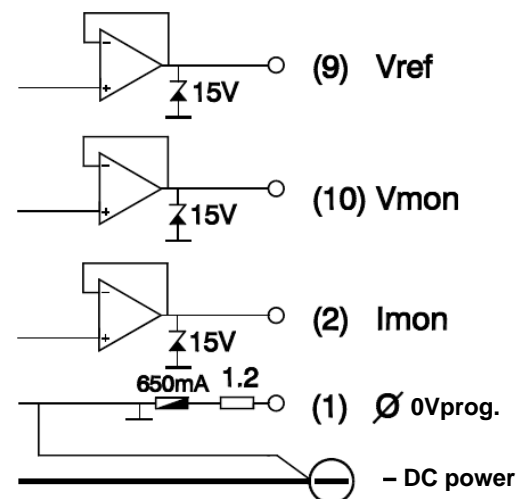 (9) Vref
15V
(10) Vmon
15V
(2) Imon
15V
650mA 1.2
(1) Ø 0Vprog.
– DC power